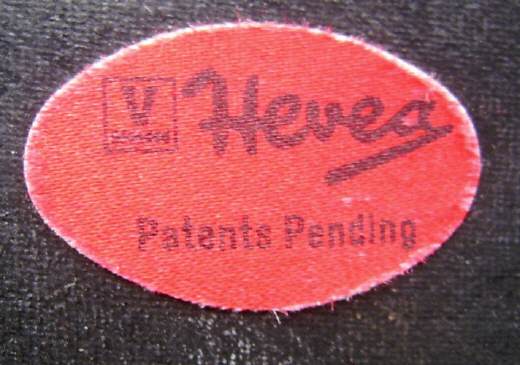 V Hevea
Patents Pending